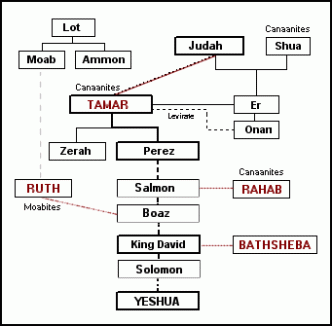 Lot
Judah
Canaanites
Shua
Moab
Ammon
Canaanites
TAMAR
Er
Levirate
Onan
Zerah
Perez
Canaanites
RUTH
Salmon
RAHAB
Moabites
Boaz
King David
BATHSHEBA
Solomon
YESHUA